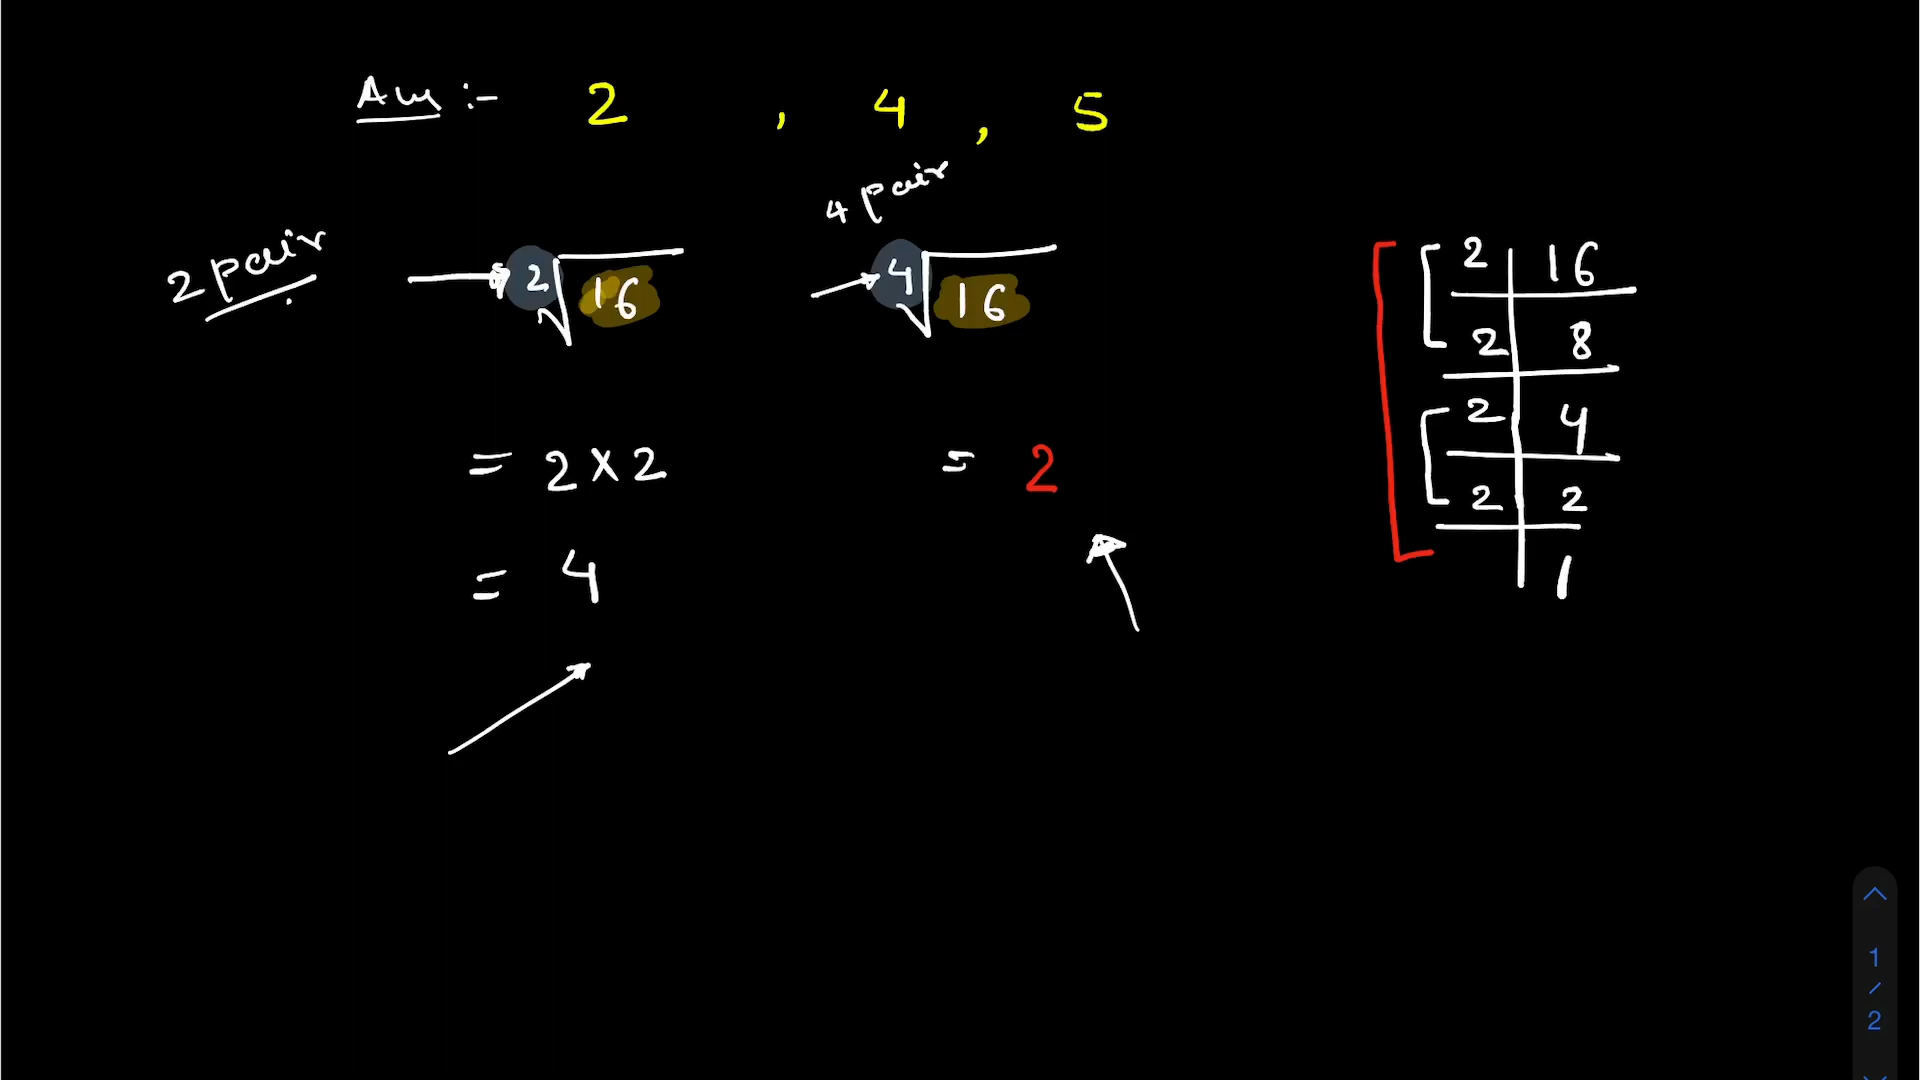 Ans :- 2 , 4 , 5
4 pair
2 pair
2√16
4√16
= 2 × 2
= 2
= 4
2 | 16
2 | 8
2 | 4
2 | 2
1
1 / 2